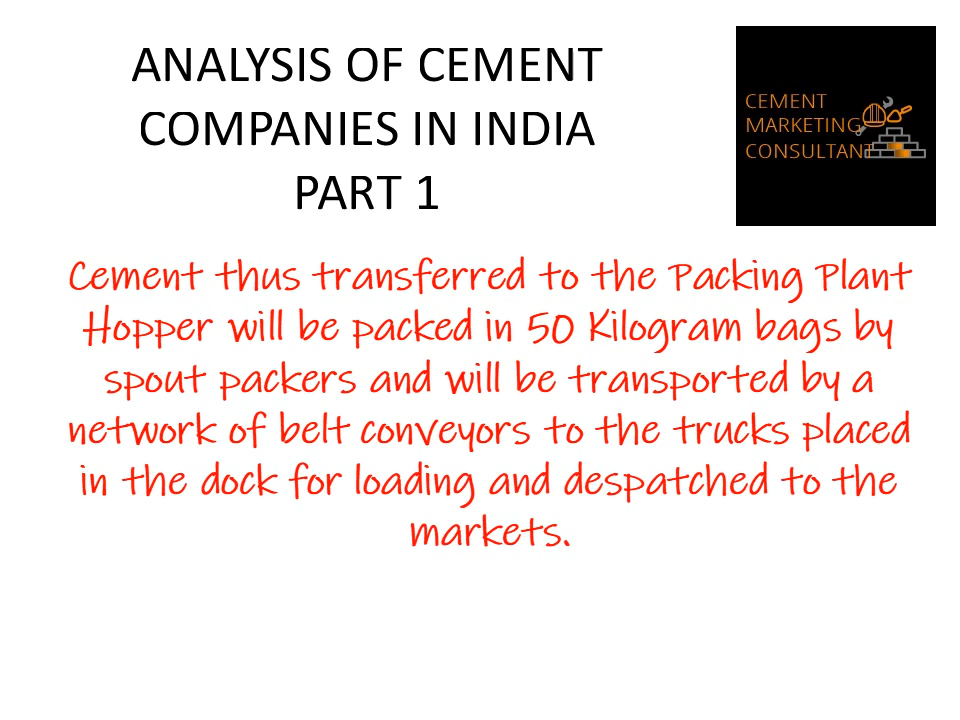 ANALYSIS OF CEMENT
COMPANIES IN INDIA
PART 1
CEMENT
MARKETING
CONSULTANT
Cement thus transferred to the Packing Plant
Hopper will be packed in 50 Kilogram bags by
spout packers and will be transported by a
network of belt conveyors to the trucks placed
in the dock for loading and despatched to the
markets.